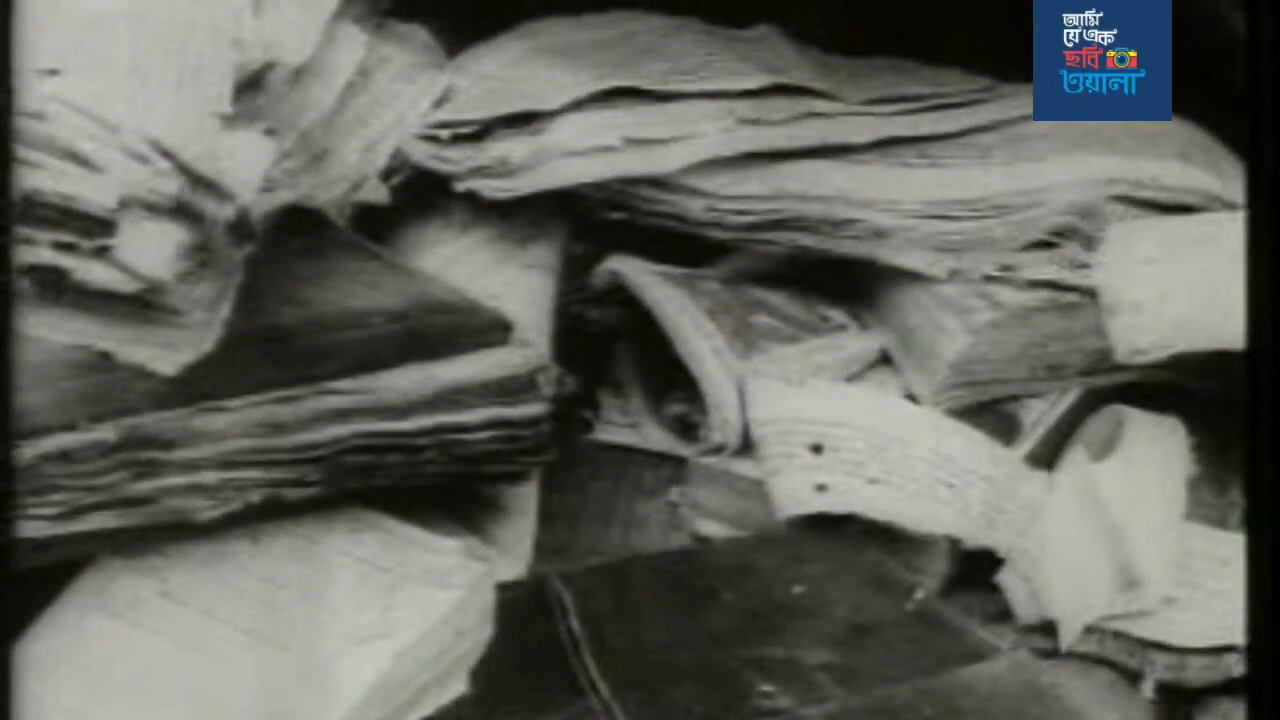 আমি
যে এক
ছবি
ওয়ালা